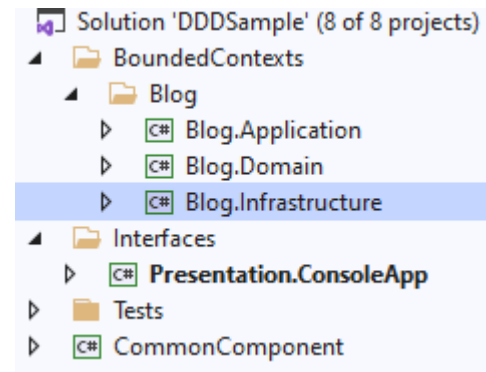 Solution 'DDDSample' (8 of 8 projects)
BoundedContexts
Blog
C# Blog.Application
C# Blog.Domain
C# Blog.Infrastructure
Interfaces
C# Presentation.ConsoleApp
Tests
C# CommonComponent